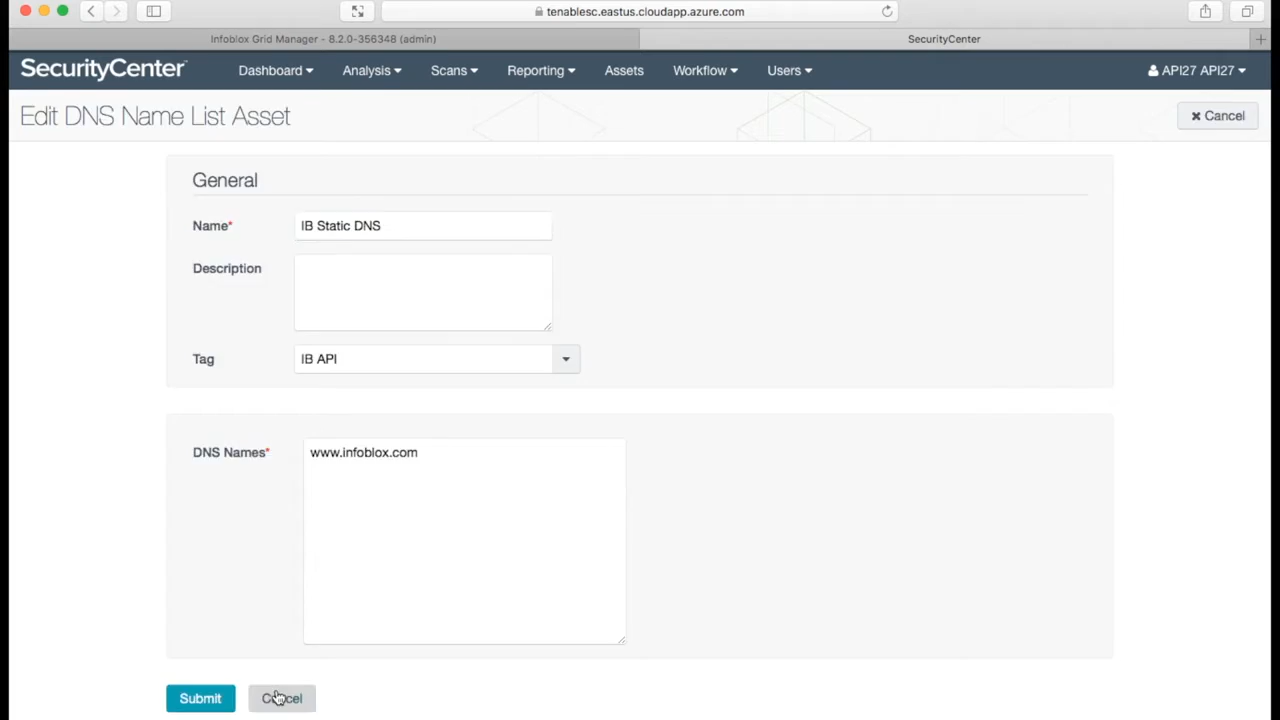 tenablesc.eastus.cloudapp.azure.com
Infoblox Grid Manager - 8.2.0-356348 (admin)
SecurityCenter
SecurityCenter
Dashboard
Analysis
Scans
Reporting
Assets
Workflow
Users
API27 API27
Edit DNS Name List Asset
Cancel
General
Name*
IB Static DNS
Description
Tag
IB API
DNS Names*
www.infoblox.com
Submit
Cancel